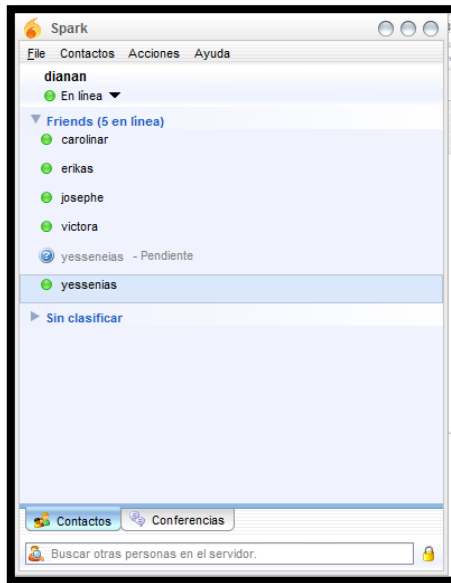 Spark
File Contactos Acciones Ayuda
dianan
En línea
Friends (5 en línea)
carolinar
erikas
josephe
victora
yesseneias - Pendiente
yessenias
Sin clasificar
Contactos Conferencias
Buscar otras personas en el servidor.